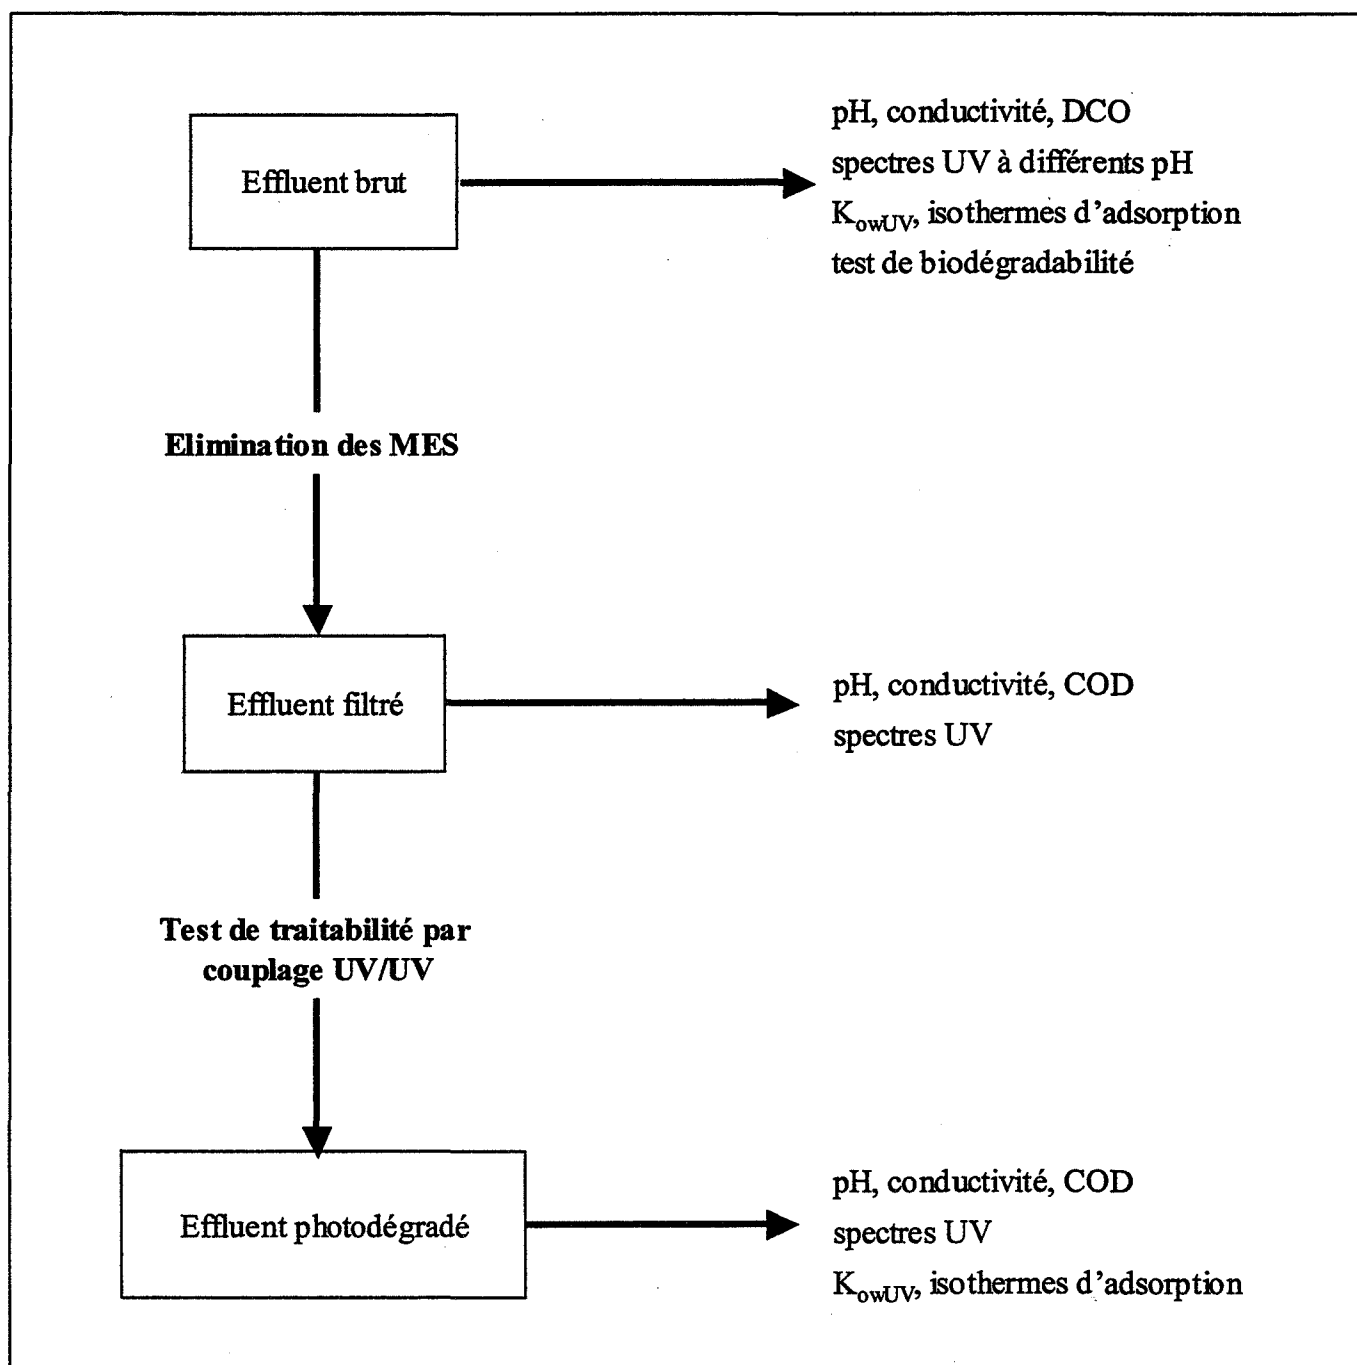 Effluent brut
pH, conductivité, DCO
spectres UV à différents pH
KowUV, isothermes d'adsorption
test de biodégradabilité
Elimination des MES
Effluent filtré
pH, conductivité, COD
spectres UV
Test de traitabilité par
couplage UV/UV
Effluent photodégradé
pH, conductivité, COD
spectres UV
KowUV, isothermes d'adsorption